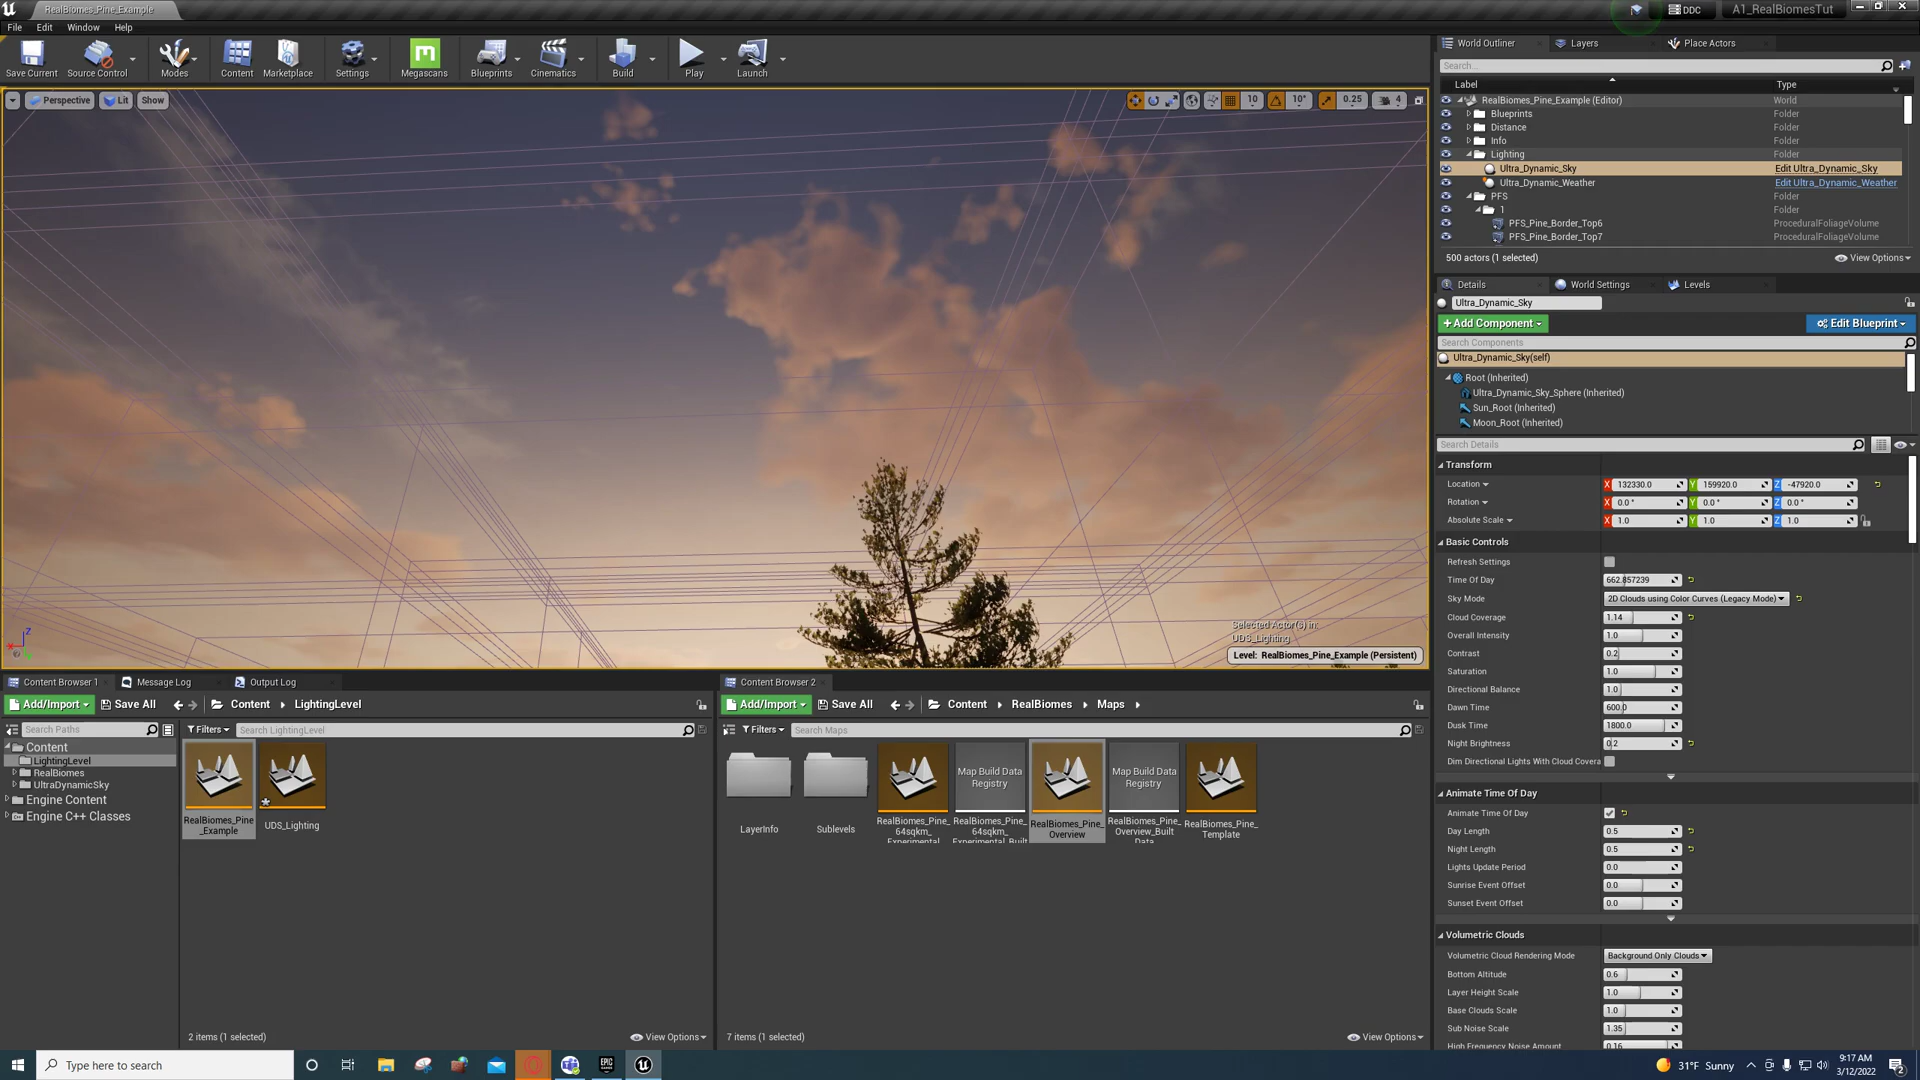 RealBiomes_Pine_Example
DDC
A1_RealBiomesTut
File Edit Window Help
Save Current
Source Control
Modes
Content
Marketplace
Settings
Megascans
Blueprints
Cinematics
Build
Play
Launch
Perspective
Lit
Show
10
10°
0.25
4
Selected Actor(s) in:
UDS_Lighting
Level: RealBiomes_Pine_Example (Persistent)
World Outliner
Layers
Place Actors
Search...
Label Type
RealBiomes_Pine_Example (Editor) World
Blueprints Folder
Distance Folder
Info Folder
Lighting Folder
Ultra_Dynamic_Sky Edit Ultra_Dynamic_Sky
Ultra_Dynamic_Weather Edit Ultra_Dynamic_Weather
PFS Folder
1 Folder
PFS_Pine_Border_Top6 ProceduralFoliageVolume
PFS_Pine_Border_Top7 ProceduralFoliageVolume
500 actors (1 selected) View Options
Details
World Settings
Levels
Ultra_Dynamic_Sky
+Add Component Edit Blueprint
Search Components
Ultra_Dynamic_Sky(self)
Root (Inherited)
Ultra_Dynamic_Sky_Sphere (Inherited)
Sun_Root (Inherited)
Moon_Root (Inherited)
Search Details
Transform
Location X 132330.0 Y 159920.0 Z -47920.0
Rotation X 0.0 ° Y 0.0 ° Z 0.0 °
Absolute Scale X 1.0 Y 1.0 Z 1.0
Basic Controls
Refresh Settings
Time Of Day 662.857239
Sky Mode 2D Clouds using Color Curves (Legacy Mode)
Cloud Coverage 1.14
Overall Intensity 1.0
Contrast 0.2
Saturation 1.0
Directional Balance 1.0
Dawn Time 600.0
Dusk Time 1800.0
Night Brightness 0.2
Dim Directional Lights With Cloud Covera
Animate Time Of Day
Animate Time Of Day
Day Length 0.5
Night Length 0.5
Lights Update Period 0.0
Sunrise Event Offset 0.0
Sunset Event Offset 0.0
Volumetric Clouds
Volumetric Cloud Rendering Mode Background Only Clouds
Bottom Altitude 0.6
Layer Height Scale 1.0
Base Clouds Scale 1.0
Sub Noise Scale 1.35
High Frequency Noise Amount 0.16
Content Browser 1
Message Log
Output Log
Add/Import Save All Content LightingLevel
Search Paths
Filters
Search LightingLevel
Content
LightingLevel
RealBiomes
UltraDynamicSky
Engine Content
Engine C++ Classes
RealBiomes_Pine
_Example
UDS_Lighting
2 items (1 selected) View Options
Content Browser 2
Add/Import Save All Content RealBiomes Maps
Filters
Search Maps
LayerInfo
Sublevels
RealBiomes_Pine_
64sqkm_
Experimental
Map Build Data
Registry
RealBiomes_Pine_
64sqkm_
Experimental_Built
RealBiomes_Pine_
Overview
Map Build Data
Registry
RealBiomes_Pine_
Overview_Built
Data
RealBiomes_Pine_
Template
7 items (1 selected) View Options
Type here to search
EPIC
GAMES
31°F Sunny
9:17 AM
3/12/2022
2